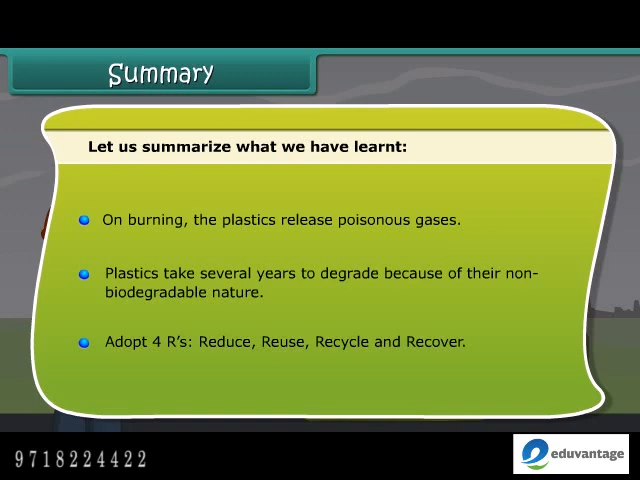 Summary
Let us summarize what we have learnt:
On burning, the plastics release poisonous gases.
Plastics take several years to degrade because of their non-
biodegradable nature.
Adopt 4 R's: Reduce, Reuse, Recycle and Recover.
9718224422
eduvantage